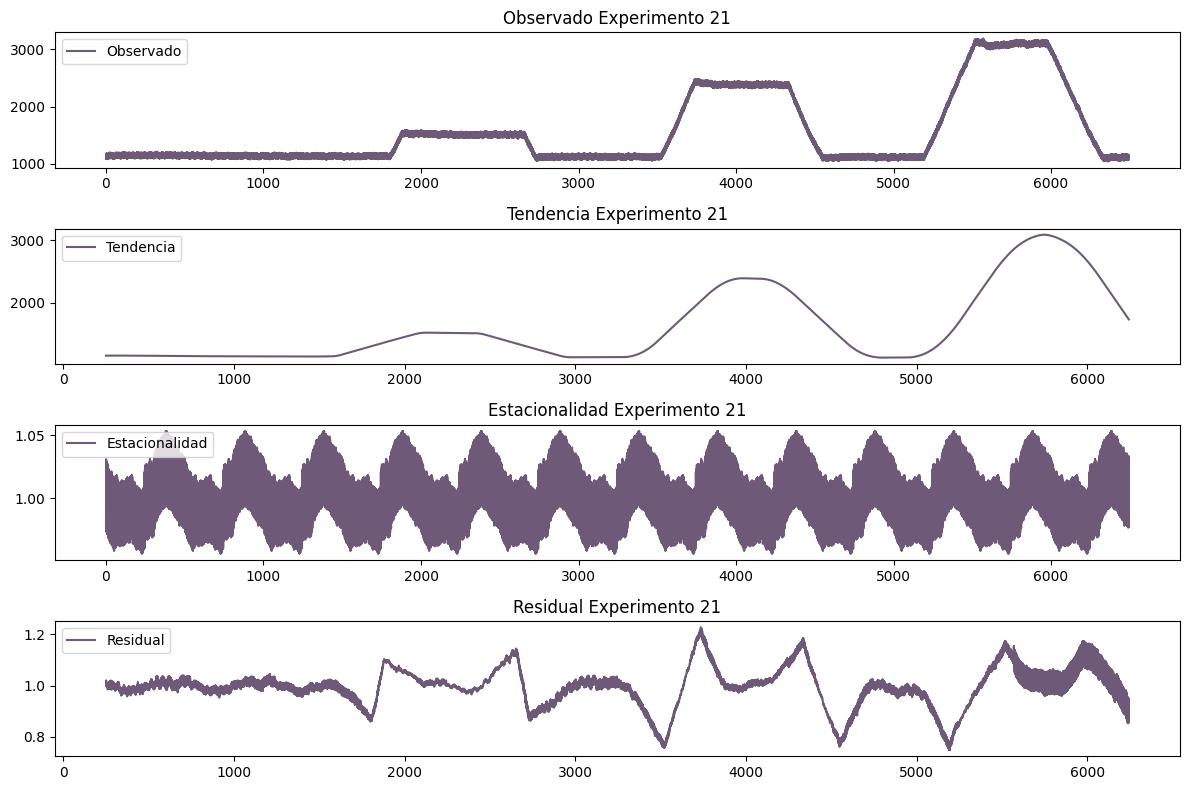 Observado Experimento 21
Observado
3000
2000
1000
0 1000 2000 3000 4000 5000 6000
Tendencia Experimento 21
Tendencia
3000
2000
0 1000 2000 3000 4000 5000 6000
Estacionalidad Experimento 21
Estacionalidad
1.05
1.00
0 1000 2000 3000 4000 5000 6000
Residual Experimento 21
Residual
1.2
1.0
0.8
0 1000 2000 3000 4000 5000 6000